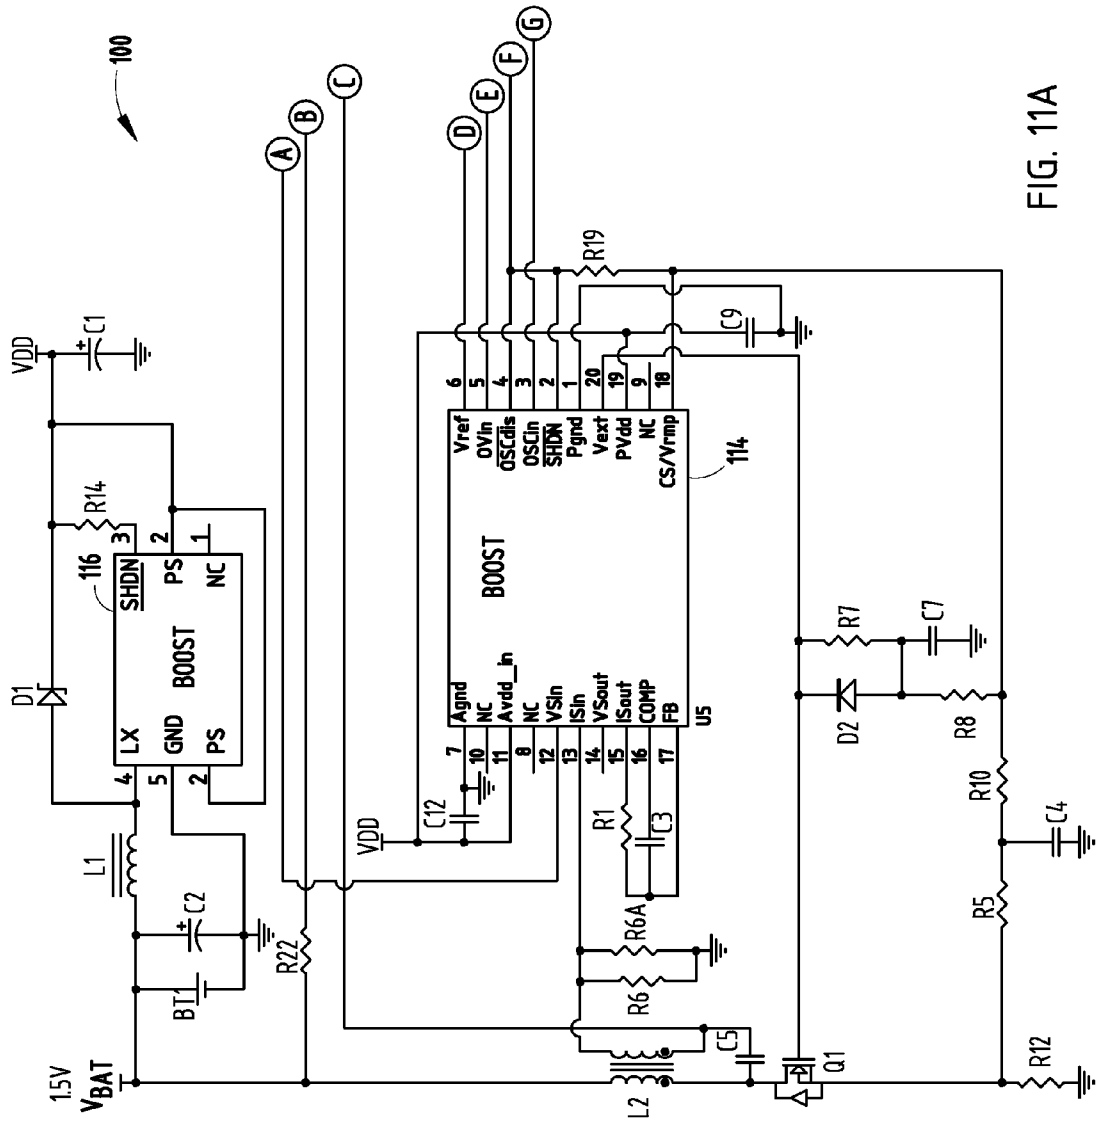 100
FIG. 11A
VDD
C1
R14
D1
116
SHDN
3
PS
2
NC
1
BOOST
LX
4
GND
5
PS
2
L1
C2
BT1
R22
1.5V
VBAT
A
B
C
D
E
F
G
R19
C9
6
5
4
3
2
1
20
19
9
18
Vref
OVin
OSCdis
OSCin
SHDN
Pgnd
Vext
PVdd
NC
CS/Vrmp
BOOST
114
Agnd
NC
Avdd_in
NC
VSin
ISin
VSout
ISout
COMP
FB
U5
7
10
11
8
12
13
14
15
16
17
VDD
C12
R1
C3
R6A
R6
C5
L2
Q1
R7
C7
D2
R8
R10
C4
R5
R12